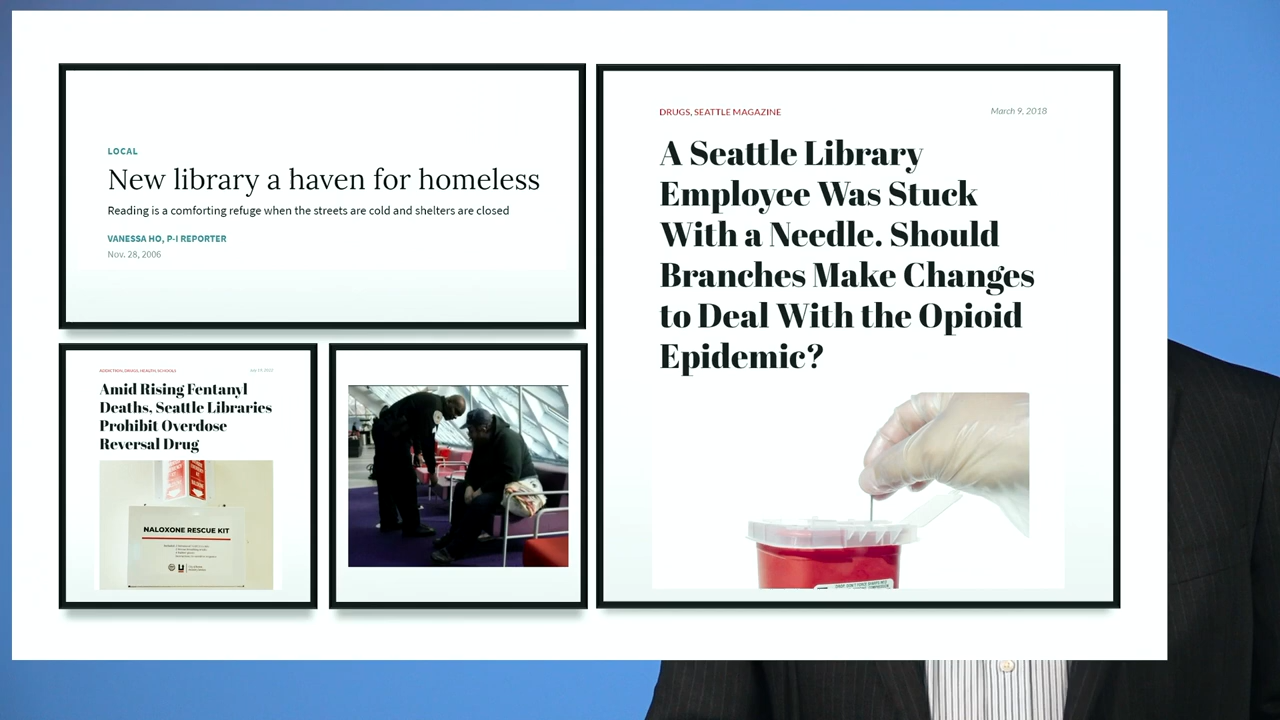 LOCAL
New library a haven for homeless
Reading is a comforting refuge when the streets are cold and shelters are closed
VANESSA HO, P-I REPORTER
Nov. 28, 2006
DRUGS, SEATTLE MAGAZINE
March 9, 2018
A Seattle Library
Employee Was Stuck
With a Needle. Should
Branches Make Changes
to Deal With the Opioid
Epidemic?
Amid Rising Fentanyl
Deaths, Seattle Libraries
Prohibit Overdose
Reversal Drug
NALOXONE RESCUE KIT